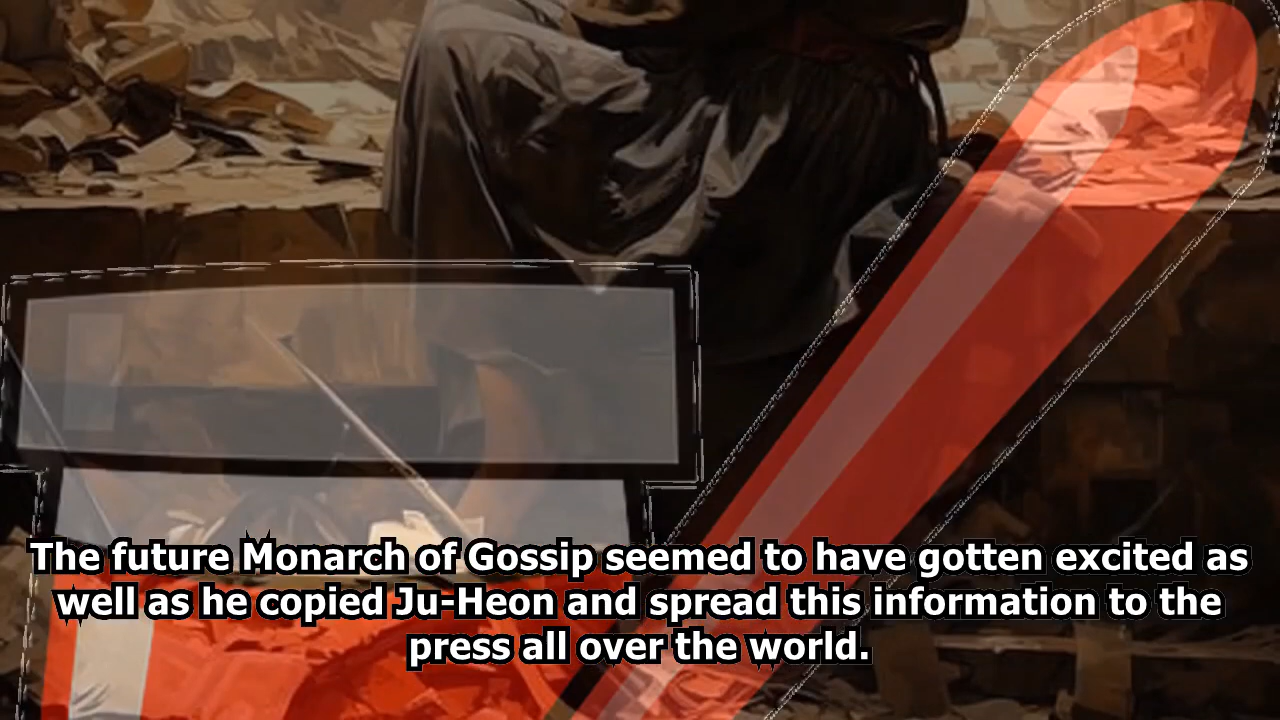 The future Monarch of Gossip seemed to have gotten excited as
well as he copied Ju-Heon and spread this information to the
press all over the world.